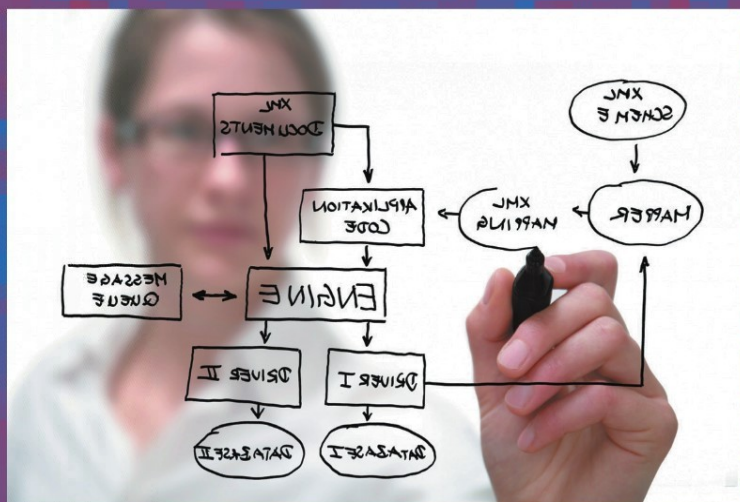 XML
DOCUMENTS
XML
SCHEME
APPLIKATION
CODE
XML
MAPPING
MAPPER
MESSAGE
QUEUE
ENGINE
DRIVER II
DRIVER I
DATABASE II
DATABASE I